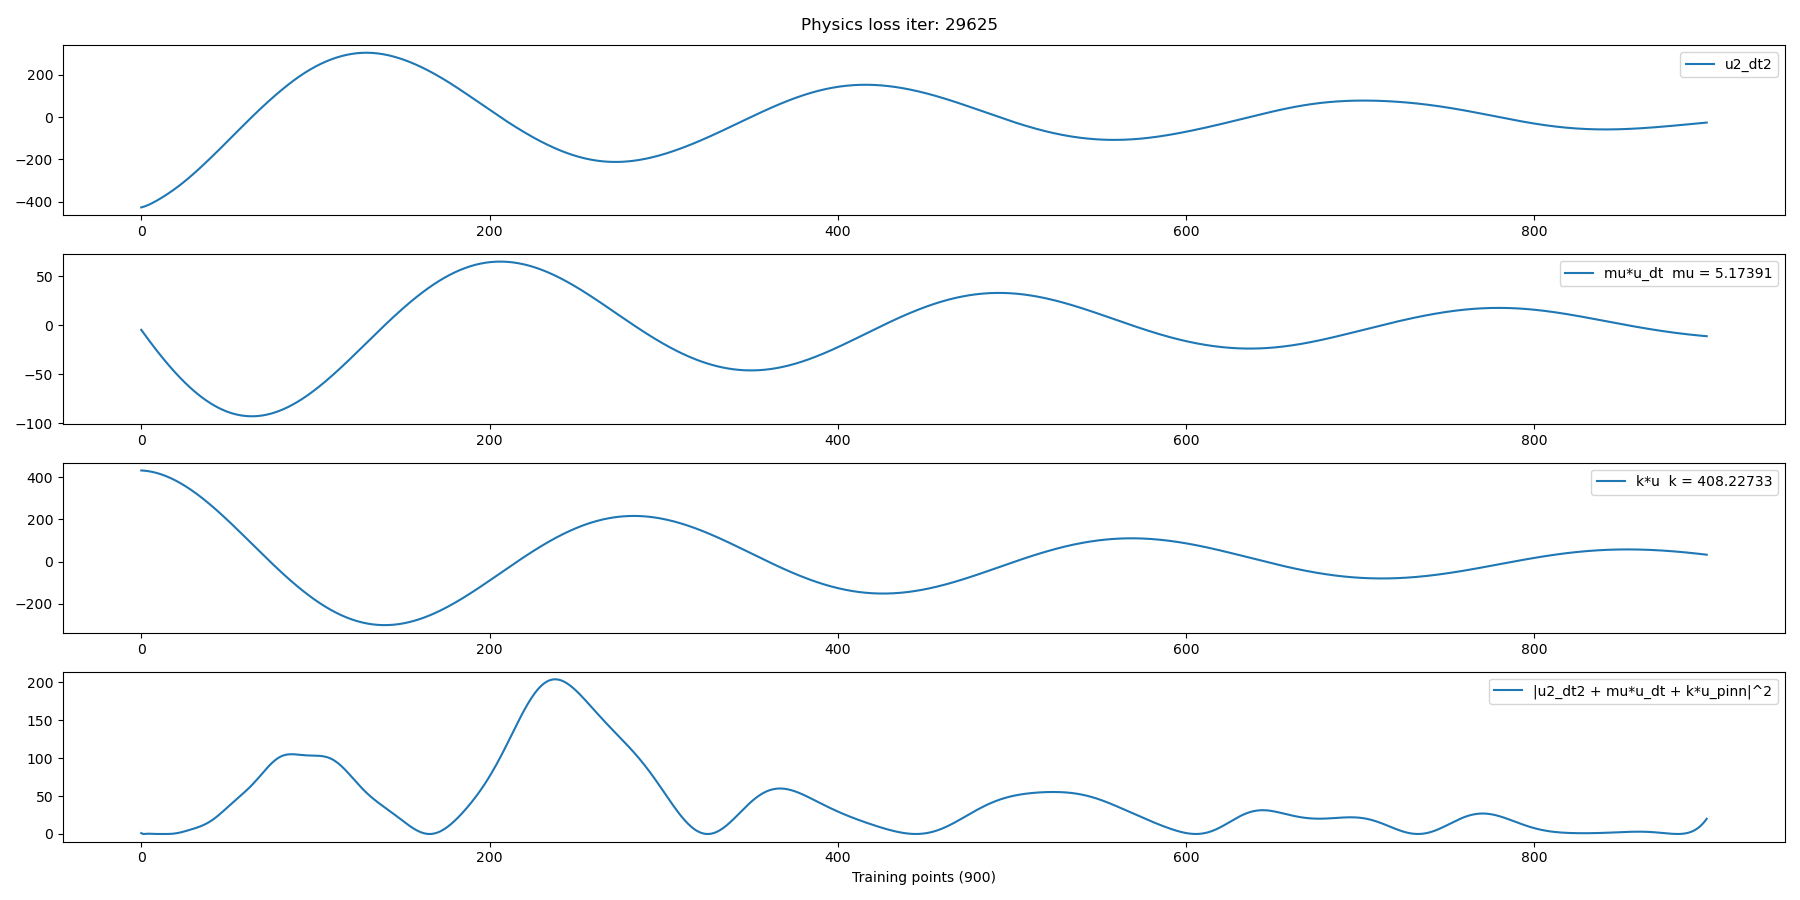 Physics loss iter: 29625
u2_dt2
200
0
−200
−400
0 200 400 600 800
mu*u_dt mu = 5.17391
50
0
−50
−100
0 200 400 600 800
k*u k = 408.22733
400
200
0
−200
0 200 400 600 800
|u2_dt2 + mu*u_dt + k*u_pinn|^2
200
150
100
50
0
0 200 400 600 800
Training points (900)